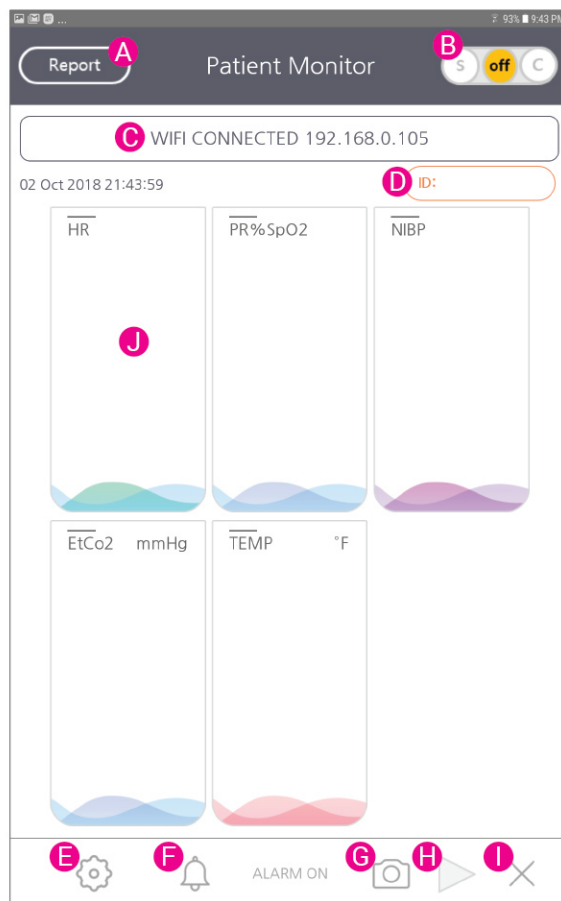 ... 93% 9:43 PM
A Report Patient Monitor B S off C
C WIFI CONNECTED 192.168.0.105
02 Oct 2018 21:43:59 D ID:
HR PR%SpO2 NIBP
J
EtCo2 mmHg TEMP °F
E F ALARM ON G H I